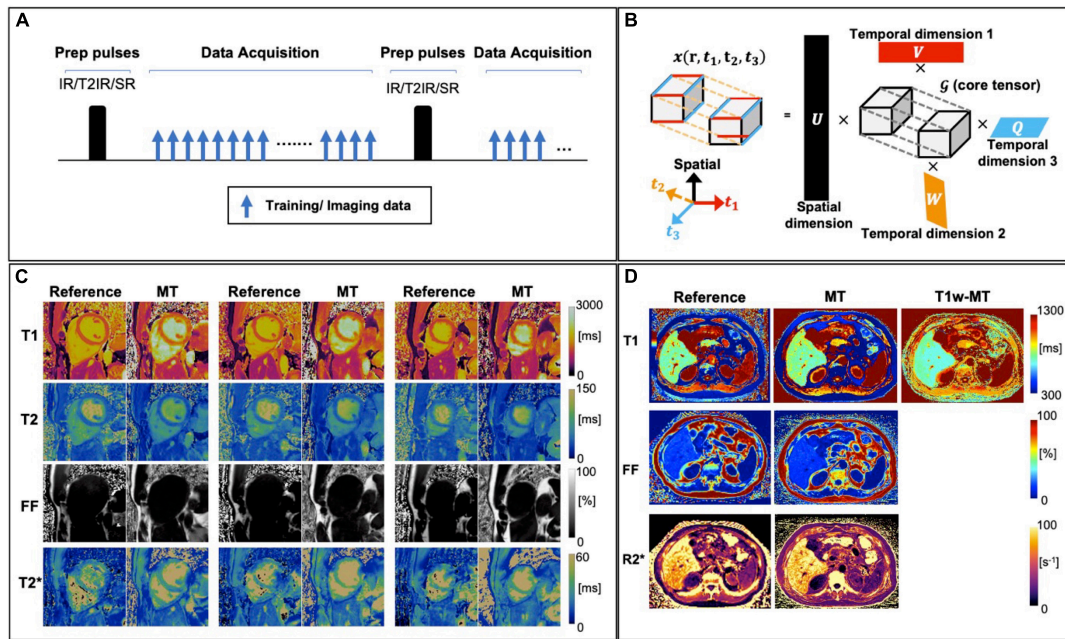 A
Prep pulses Data Acquisition Prep pulses Data Acquisition
IR/T2IR/SR IR/T2IR/SR
.......
...
Training/ Imaging data
B
Temporal dimension 1
V
×
x(r, t₁, t₂, t₃)
𝒢 (core tensor)
= U × × Q
Temporal
dimension 3
×
Spatial
t₂
t₁
t₃
W
Spatial
dimension
Temporal dimension 2
C
Reference MT Reference MT Reference MT
T1
3000
[ms]
0
T2
150
[ms]
0
FF
100
[%]
0
T2*
60
[ms]
0
D
Reference MT T1w-MT
T1
1300
[ms]
300
FF
100
[%]
0
R2*
100
[s⁻¹]
0